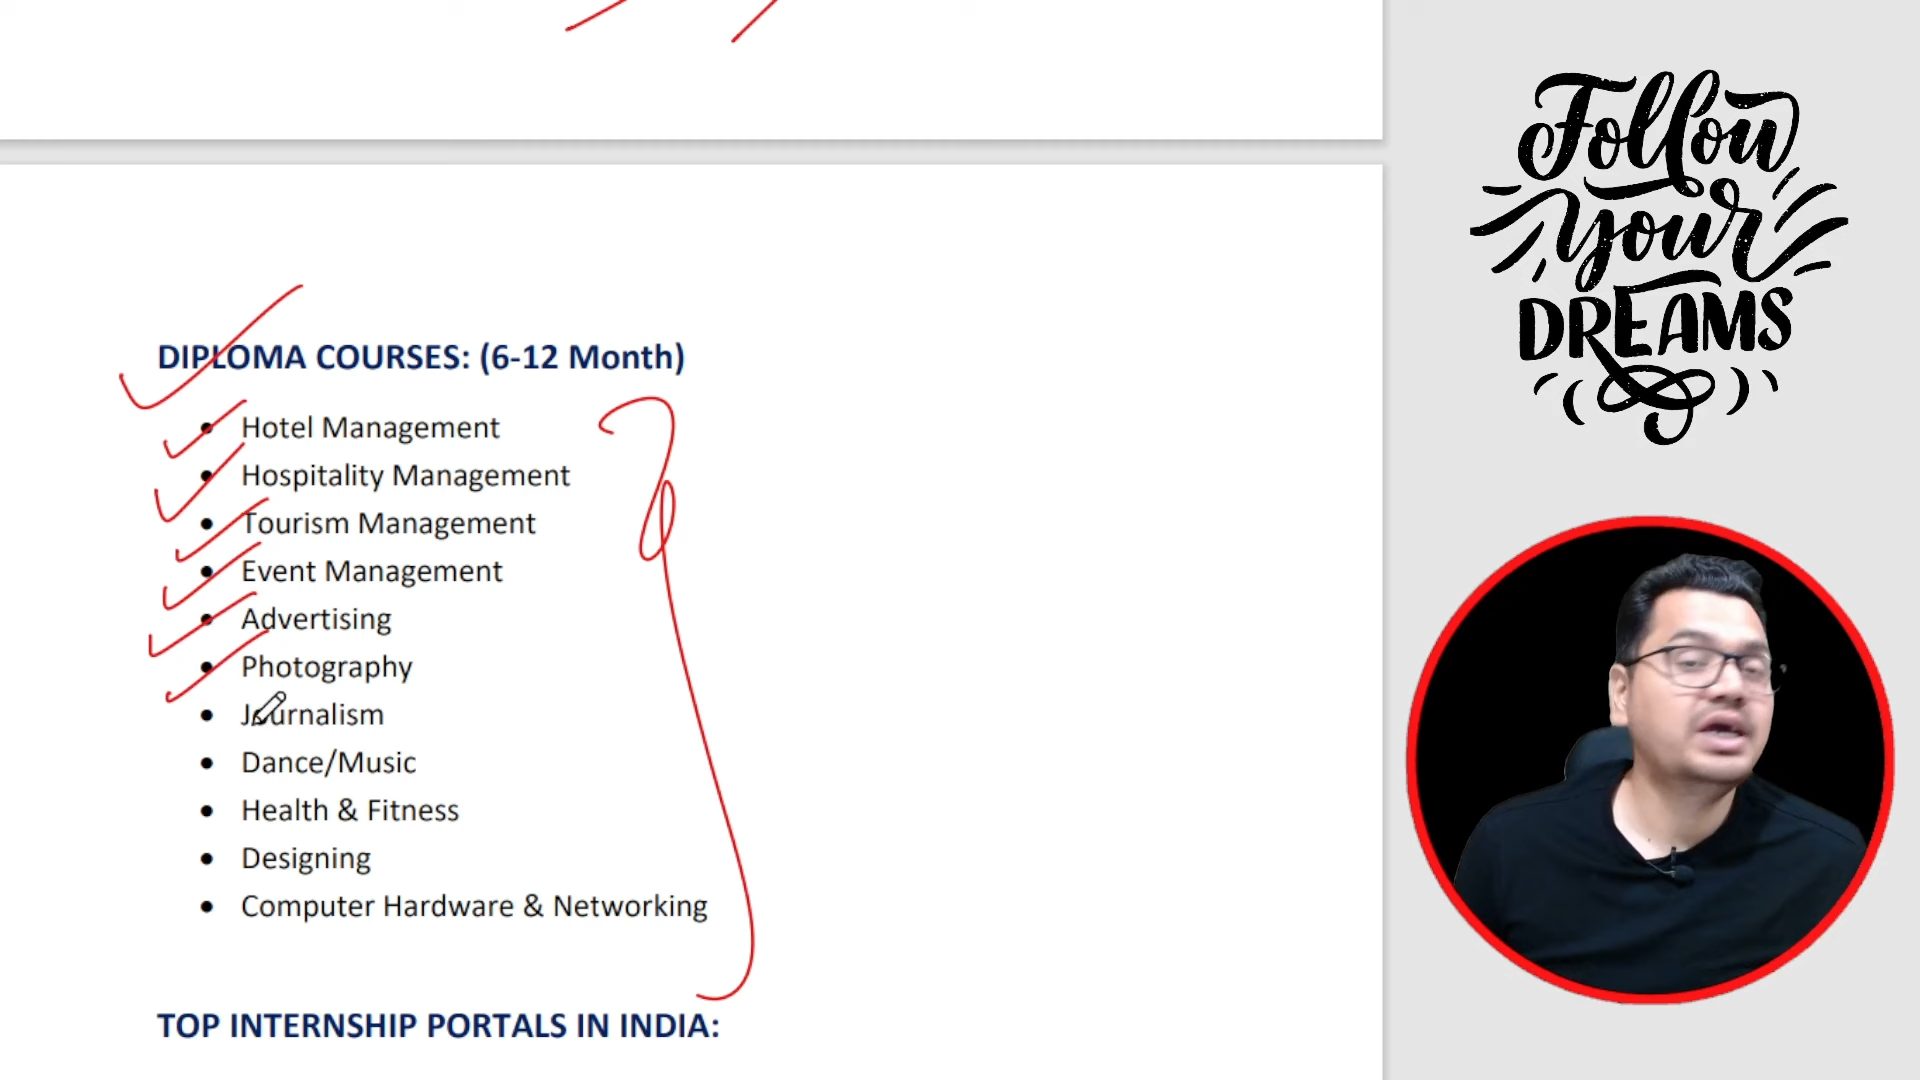 DIPLOMA COURSES: (6-12 Month)
• Hotel Management
• Hospitality Management
• Tourism Management
• Event Management
• Advertising
• Photography
• Journalism
• Dance/Music
• Health & Fitness
• Designing
• Computer Hardware & Networking
TOP INTERNSHIP PORTALS IN INDIA:
Follow
your
DREAMS